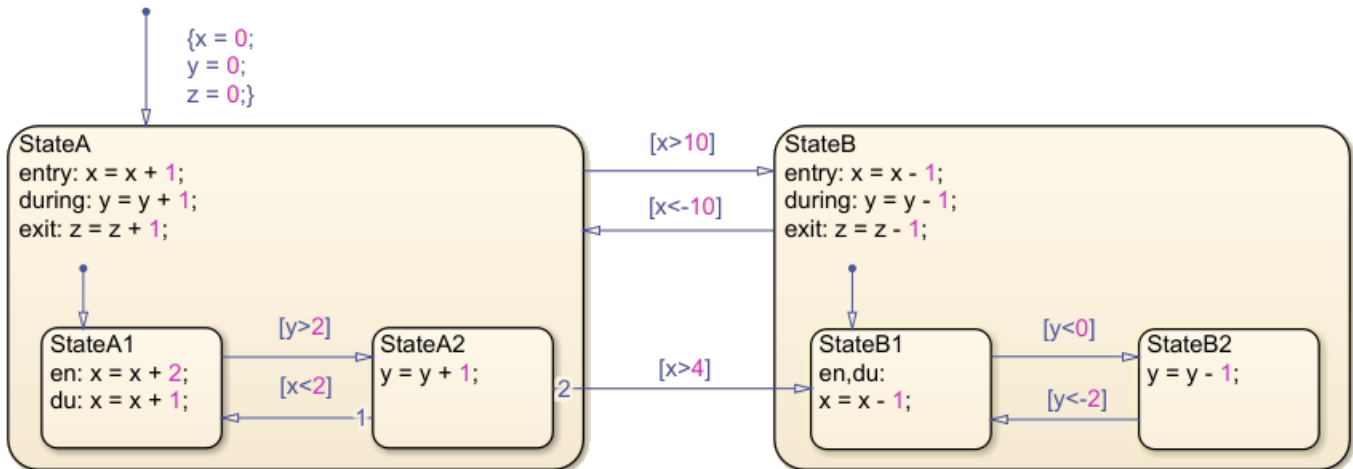 {x = 0;
y = 0;
z = 0;}
StateA
entry: x = x + 1;
during: y = y + 1;
exit: z = z + 1;
[x>10]
[x<-10]
StateB
entry: x = x - 1;
during: y = y - 1;
exit: z = z - 1;
StateA1
en: x = x + 2;
du: x = x + 1;
[y>2]
[x<2]
1
StateA2
y = y + 1;
2
[x>4]
StateB1
en,du:
x = x - 1;
[y<0]
[y<-2]
StateB2
y = y - 1;